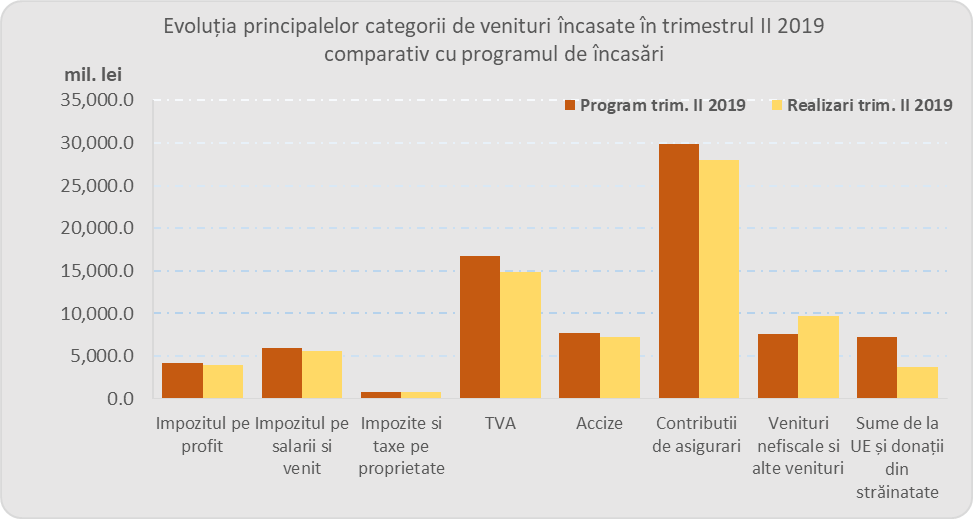 Evoluția principalelor categorii de venituri încasate în trimestrul II 2019
comparativ cu programul de încasări
mil. lei
35,000.0
30,000.0
25,000.0
20,000.0
15,000.0
10,000.0
5,000.0
0.0
Program trim. II 2019
Realizari trim. II 2019
Impozitul pe
profit
Impozitul pe
salarii si
venit
Impozite si
taxe pe
proprietate
TVA
Accize
Contributii
de asigurari
Venituri
nefiscale si
alte venituri
Sume de la
UE și donații
din
străinatate